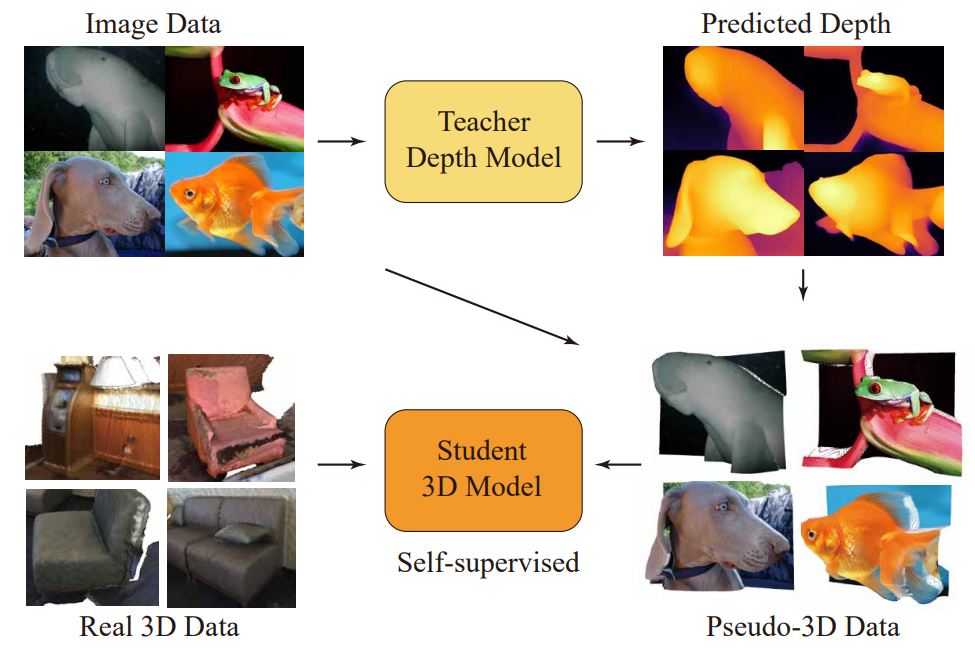 Image Data
Predicted Depth
Teacher
Depth Model
Student
3D Model
Self-supervised
Real 3D Data
Pseudo-3D Data